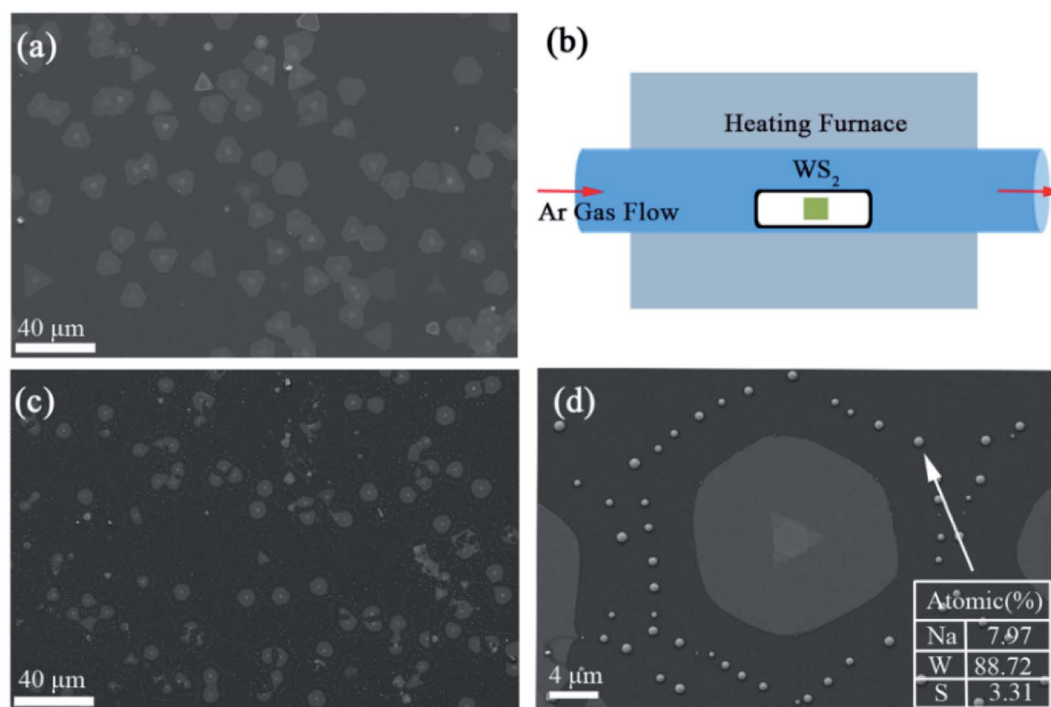 (a)
40 μm
(b)
Heating Furnace
WS₂
Ar Gas Flow
(c)
40 μm
(d)
4 μm
Atomic(%)
Na 7.97
W 88.72
S 3.31